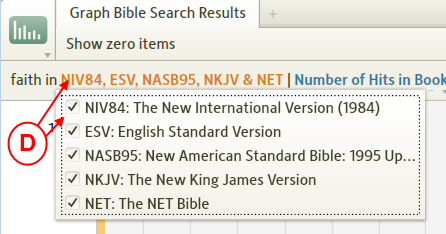 Graph Bible Search Results
+
Show zero items
faith in NIV84, ESV, NASB95, NKJV & NET | Number of Hits in Book
1
NIV84: The New International Version (1984)
ESV: English Standard Version
NASB95: New American Standard Bible: 1995 Up...
NKJV: The New King James Version
NET: The NET Bible
D